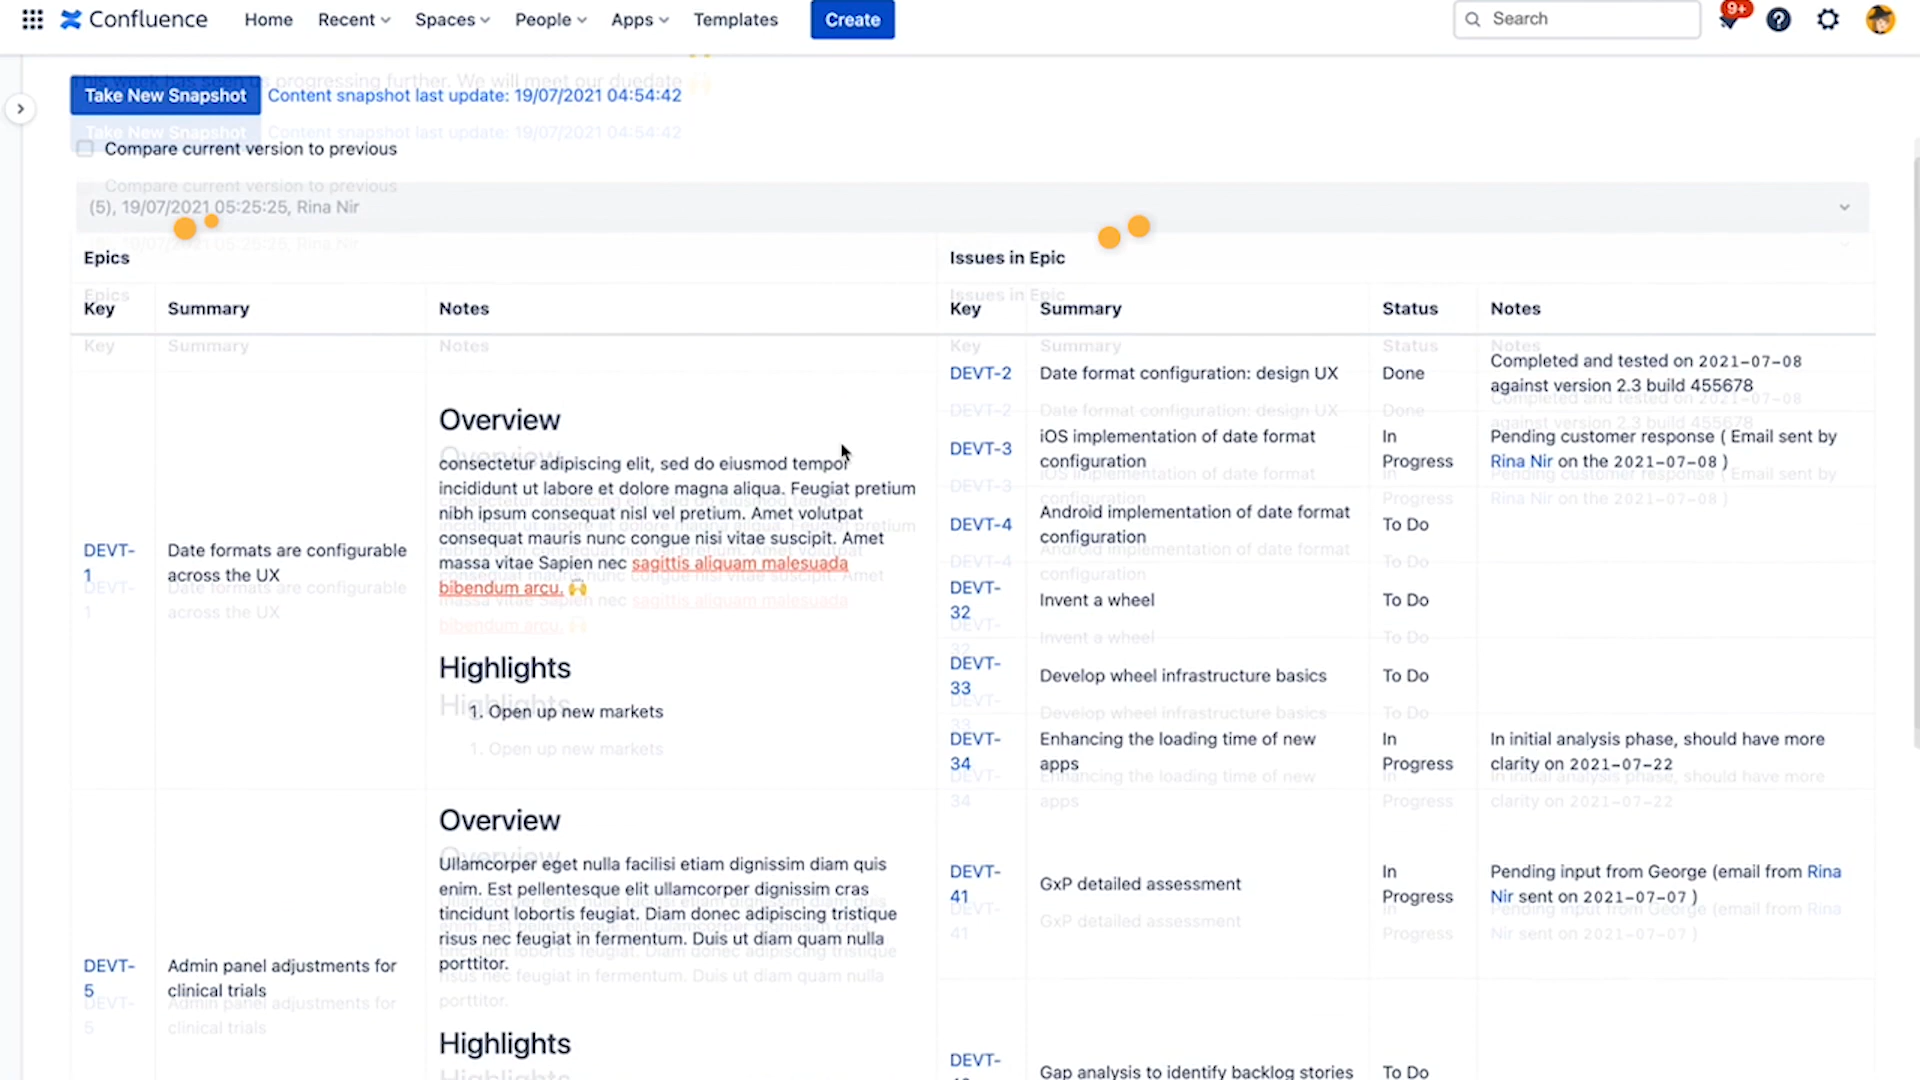 Confluence Home Recent Spaces People Apps Templates Create Search 9+
This week has seen us progressing further. We will meet our duedate
Take New Snapshot Content snapshot last update: 19/07/2021 04:54:42
Compare current version to previous
(5), 19/07/2021 05:25:25, Rina Nir
Epics Issues in Epic
Key Summary Notes Key Summary Status Notes
DEVT-
1
Date formats are configurable
across the UX
Overview
consectetur adipiscing elit, sed do eiusmod tempor
incididunt ut labore et dolore magna aliqua. Feugiat pretium
nibh ipsum consequat nisl vel pretium. Amet volutpat
consequat mauris nunc congue nisi vitae suscipit. Amet
massa vitae Sapien nec sagittis aliquam malesuada
bibendum arcu. 🙌
Highlights
1. Open up new markets
DEVT-2 Date format configuration: design UX Done
Completed and tested on 2021-07-08
against version 2.3 build 455678
DEVT-3
iOS implementation of date format
configuration
In
Progress
Pending customer response ( Email sent by
Rina Nir on the 2021-07-08 )
DEVT-4
Android implementation of date format
configuration
To Do
DEVT-
32
Invent a wheel To Do
DEVT-
33
Develop wheel infrastructure basics To Do
DEVT-
34
Enhancing the loading time of new
apps
In
Progress
In initial analysis phase, should have more
clarity on 2021-07-22
DEVT-
5
Admin panel adjustments for
clinical trials
Overview
Ullamcorper eget nulla facilisi etiam dignissim diam quis
enim. Est pellentesque elit ullamcorper dignissim cras
tincidunt lobortis feugiat. Diam donec adipiscing tristique
risus nec feugiat in fermentum. Duis ut diam quam nulla
porttitor.
Highlights
DEVT-
41
GxP detailed assessment
In
Progress
Pending input from George (email from Rina
Nir sent on 2021-07-07 )
DEVT-
Gap analysis to identify backlog stories To Do